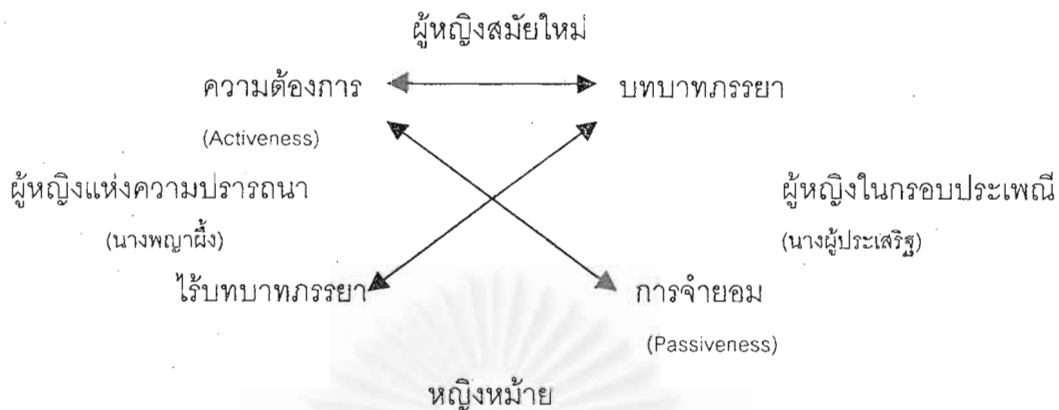 ผู้หญิงสมัยใหม่
ความต้องการ บทบาทภรรยา
(Activeness)
ผู้หญิงแห่งความปรารถนา ผู้หญิงในกรอบประเพณี
(นางพญาผึ้ง) (นางผู้ประเสริฐ)
ไร้บทบาทภรรยา การจำยอม
(Passiveness)
หญิงหม้าย